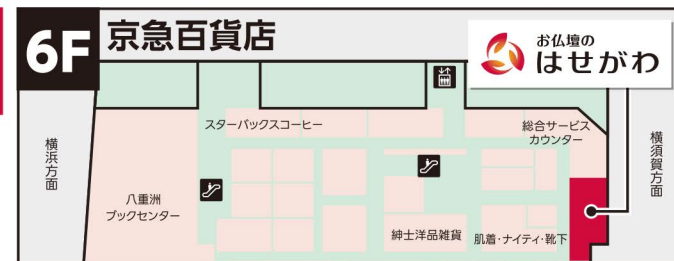 6F 京急百貨店
お仏壇の
はせがわ
スターバックスコーヒー
総合サービス
カウンター
横浜方面
横須賀方面
八重洲
ブックセンター
紳士洋品雑貨
肌着・ナイティ・靴下